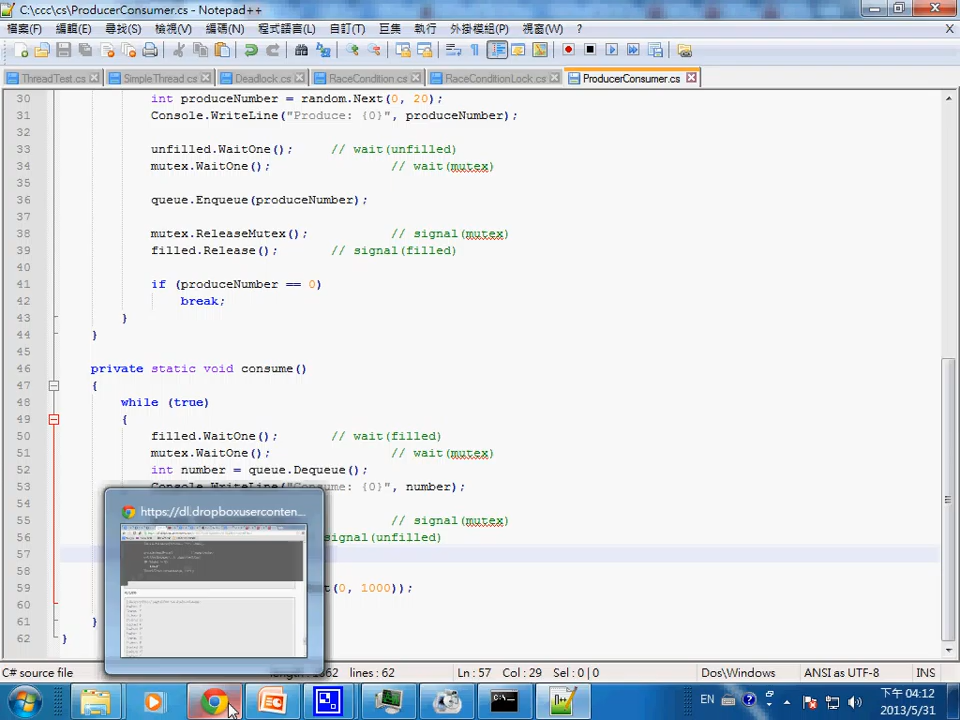 C:\ccc\cs\ProducerConsumer.cs - Notepad++
檔案(F) 編輯(E) 尋找(S) 檢視(V) 編碼(N) 程式語言(L) 自訂(T) 巨集 執行 外掛模組(P) 視窗(W) ? X
ThreadTest.cs SimpleThread.cs Deadlock.cs RaceCondition.cs RaceConditionLock.cs ProducerConsumer.cs
30 int produceNumber = random.Next(0, 20);
31 Console.WriteLine("Produce: {0}", produceNumber);
32
33 unfilled.WaitOne(); // wait(unfilled)
34 mutex.WaitOne(); // wait(mutex)
35
36 queue.Enqueue(produceNumber);
37
38 mutex.ReleaseMutex(); // signal(mutex)
39 filled.Release(); // signal(filled)
40
41 if (produceNumber == 0)
42 break;
43 }
44 }
45
46 private static void consume()
47 {
48 while (true)
49 {
50 filled.WaitOne(); // wait(filled)
51 mutex.WaitOne(); // wait(mutex)
52 int number = queue.Dequeue();
53 Console.WriteLine("Consume: {0}", number);
54
55 // signal(mutex)
56 signal(unfilled)
57
58
59 (0, 1000));
60
61 }
62 }
https://dl.dropboxuserconten...
C# source file lines : 62 Ln : 57 Col : 29 Sel : 0 | 0 Dos\Windows ANSI as UTF-8 INS
EN 下午 04:12
2013/5/31